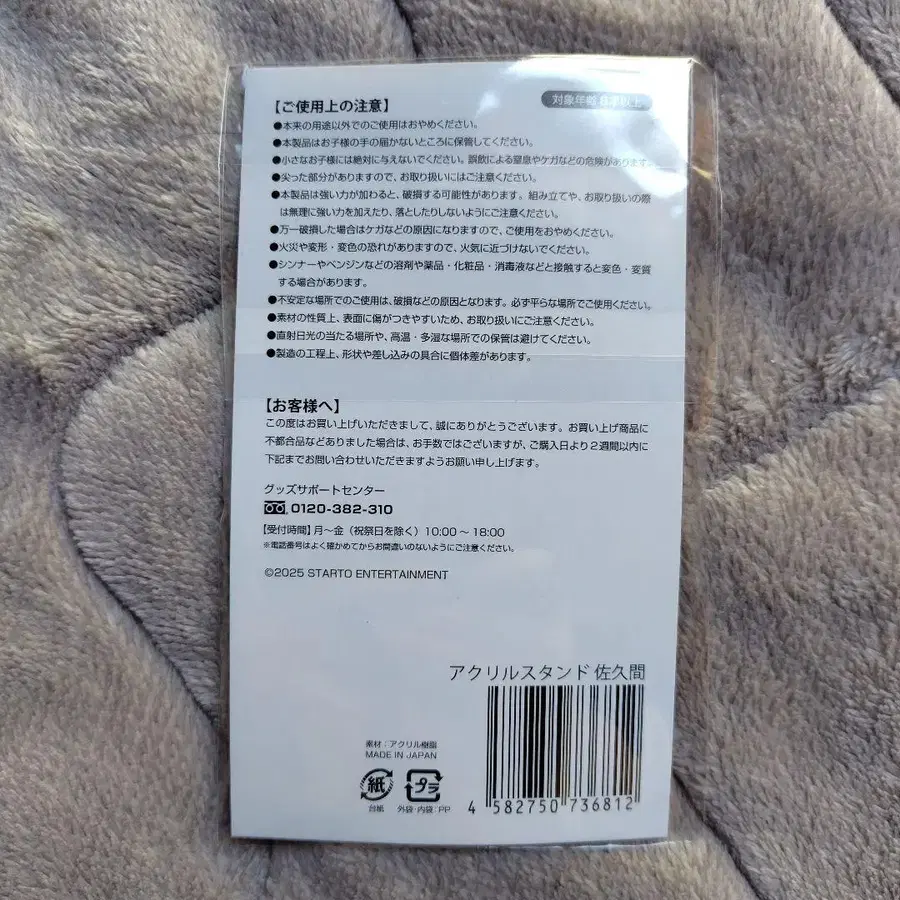 【ご使用上の注意】
対象年齢 以上
●本来の用途以外でのご使用はおやめください。
●本製品はお子様の手の届かないところに保管してください。
●小さなお子様には絶対に与えないでください。誤飲による窒息やケガなどの危険があります。
●尖った部分がありますので、お取り扱いにはご注意ください。
●本製品は強い力が加わると、破損する可能性があります。組み立てや、お取り扱いの際
は無理に強い力を加えたり、落としたりしないようにご注意ください。
●万一破損した場合はケガなどの原因になりますので、ご使用をおやめください。
●火災や変形・変色の恐れがありますので、火気に近づけないでください。
●シンナーやベンジンなどの溶剤や薬品・化粧品・消毒液などと接触すると変色・変質
する場合があります。
●不安定な場所でのご使用は、破損などの原因となります。必ず平らな場所でご使用ください。
●素材の性質上、表面に傷がつきやすいため、お取り扱いにご注意ください。
●直射日光の当たる場所や、高温・多湿な場所での保管は避けてください。
●製造の工程上、形状や差し込みの具合に個体差があります。
【お客様へ】
この度はお買い上げいただきまして、誠にありがとうございます。お買い上げ商品に
不都合品などありました場合は、お手数ではございますが、ご購入日より2週間以内に
下記までお問い合わせいただきますようお願い申し上げます。
グッズサポートセンター
0120-382-310
【受付時間】月～金（祝祭日を除く）10:00～18:00
※電話番号はよく確かめてからお間違いのないようにご注意ください。
©2025 STARTO ENTERTAINMENT
アクリルスタンド 佐久間
素材：アクリル樹脂
MADE IN JAPAN
紙
台紙
プラ
外袋・内袋：PP
4 582750 736812